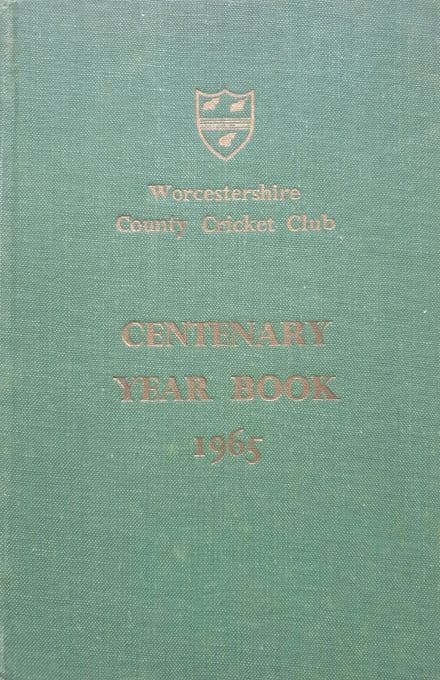 Worcestershire
County Cricket Club
CENTENARY
YEAR BOOK
1965